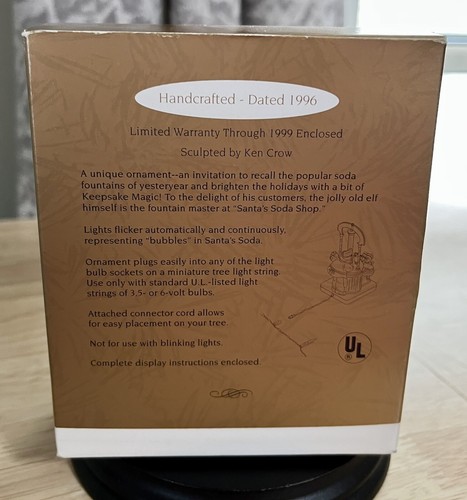 Handcrafted - Dated 1996
Limited Warranty Through 1999 Enclosed
Sculpted by Ken Crow
A unique ornament--an invitation to recall the popular soda
fountains of yesteryear and brighten the holidays with a bit of
Keepsake Magic! To the delight of his customers, the jolly old elf
himself is the fountain master at "Santa's Soda Shop."
Lights flicker automatically and continuously,
representing "bubbles" in Santa's Soda.
Ornament plugs easily into any of the light
bulb sockets on a miniature tree light string.
Use only with standard U.L.-listed light
strings of 3.5- or 6-volt bulbs.
Attached connector cord allows
for easy placement on your tree.
Not for use with blinking lights.
Complete display instructions enclosed.
UL
®